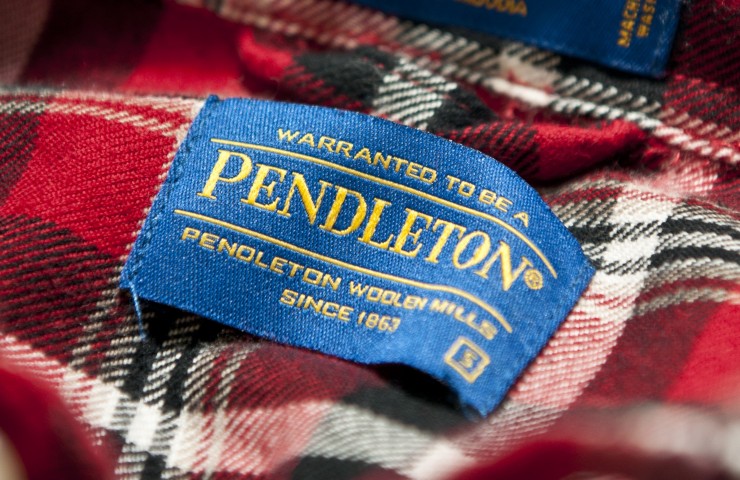 WARRANTED TO BE A
PENDLETON®
PENDLETON WOOLEN MILLS
SINCE 1863
S